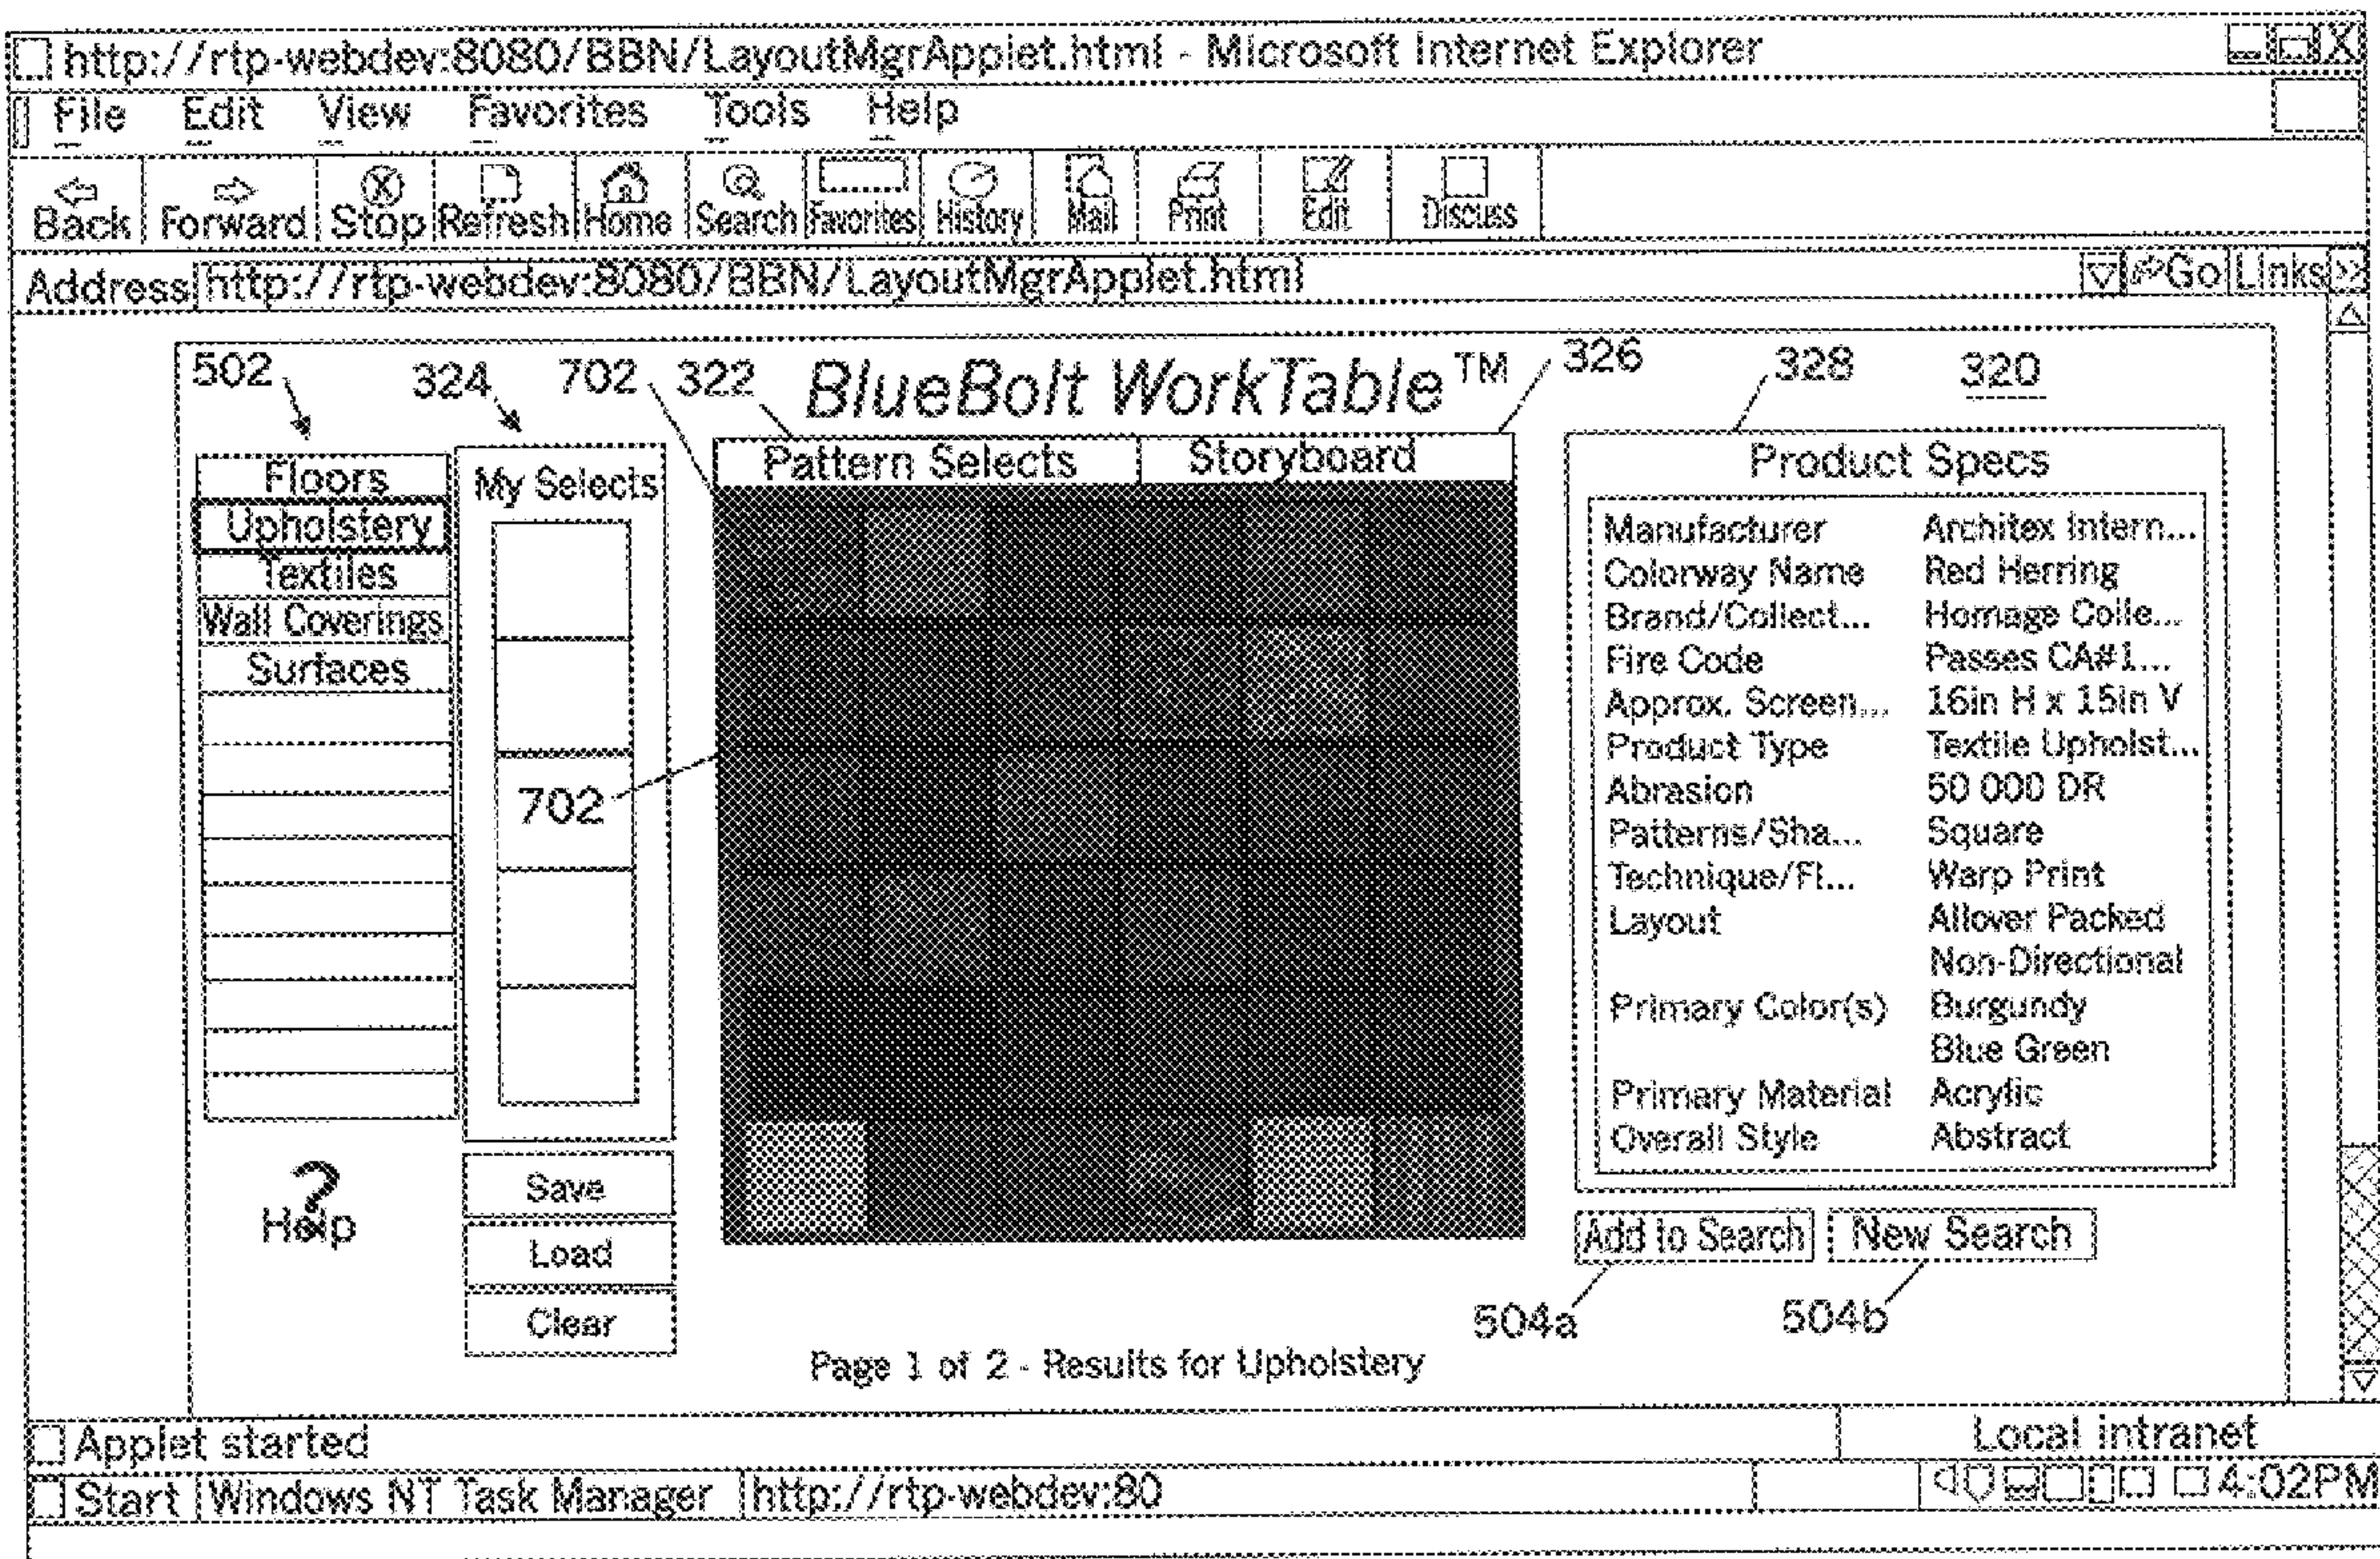 http://rtp-webdev:8080/BBN/LayoutMgrApplet.html - Microsoft Internet Explorer
File Edit View Favorites Tools Help
Back Forward Stop Refresh Home Search Favorites History Mail Print Edit Discuss
Address http://rtp-webdev:8080/BBN/LayoutMgrApplet.html Go Links >>
502 324 702 322 BlueBolt WorkTable™ 326 328 320
Floors
Upholstery
Textiles
Wall Coverings
Surfaces
? 
Help
My Selects
702
Save
Load
Clear
Pattern Selects Storyboard
Product Specs
Manufacturer Architex Intern...
Colorway Name Red Herring
Brand/Collect... Homage Colle...
Fire Code Passes CA#1...
Approx. Screen... 16in H x 15in V
Product Type Textile Upholst...
Abrasion 50 000 DR
Patterns/Sha... Square
Technique/Fi... Warp Print
Layout Allover Packed
Non-Directional
Primary Color(s) Burgundy
Blue Green
Primary Material Acrylic
Overall Style Abstract
Add to Search New Search
504a 504b
Page 1 of 2 - Results for Upholstery
Applet started Local intranet
Start Windows NT Task Manager http://rtp-webdev:80 4:02PM